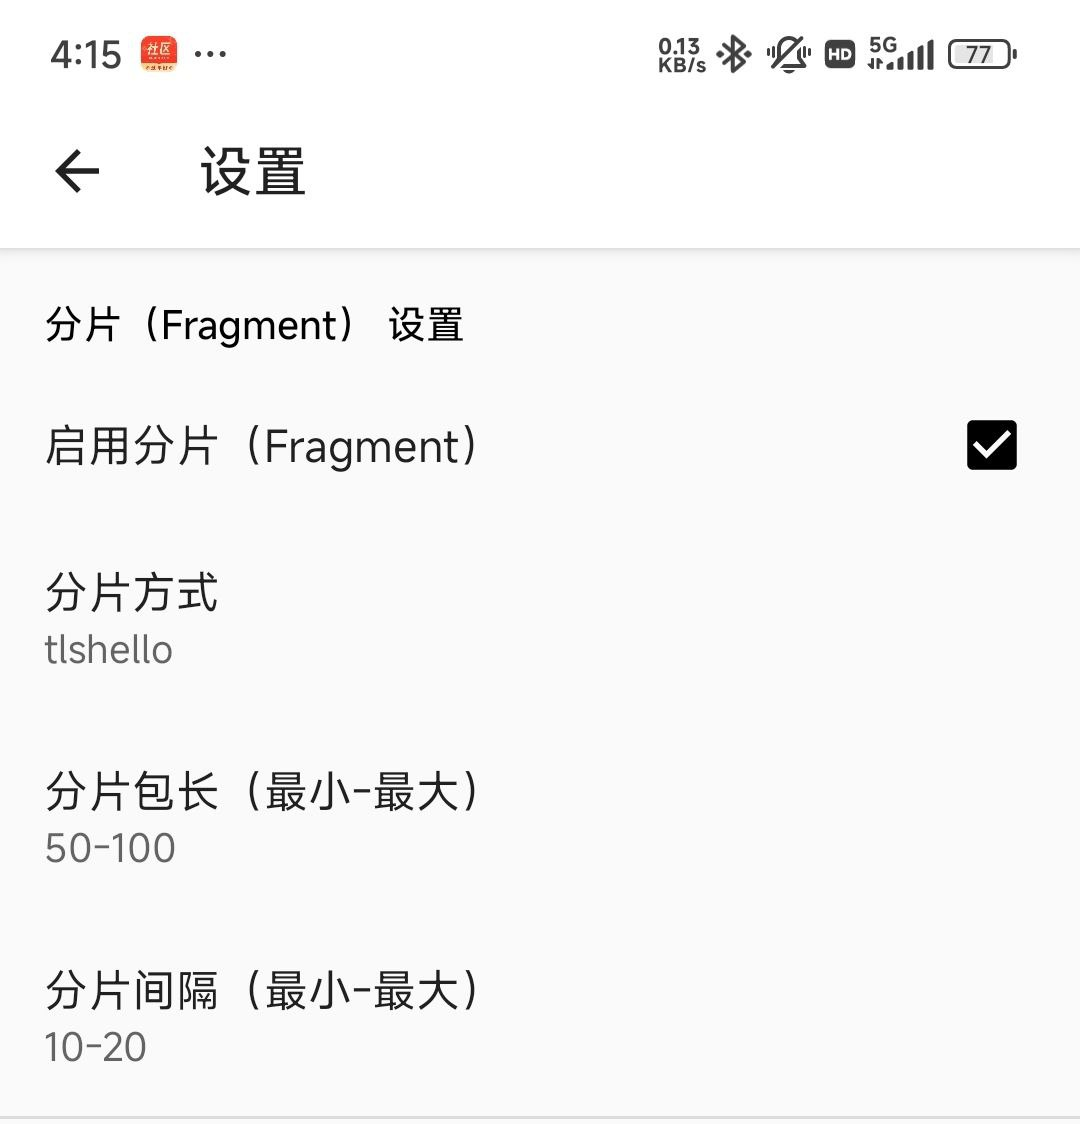 4:15 社区 ... 0.13 KB/s HD 5G 77
设置
分片（Fragment） 设置
启用分片（Fragment）
分片方式
tlshello
分片包长（最小-最大）
50-100
分片间隔（最小-最大）
10-20